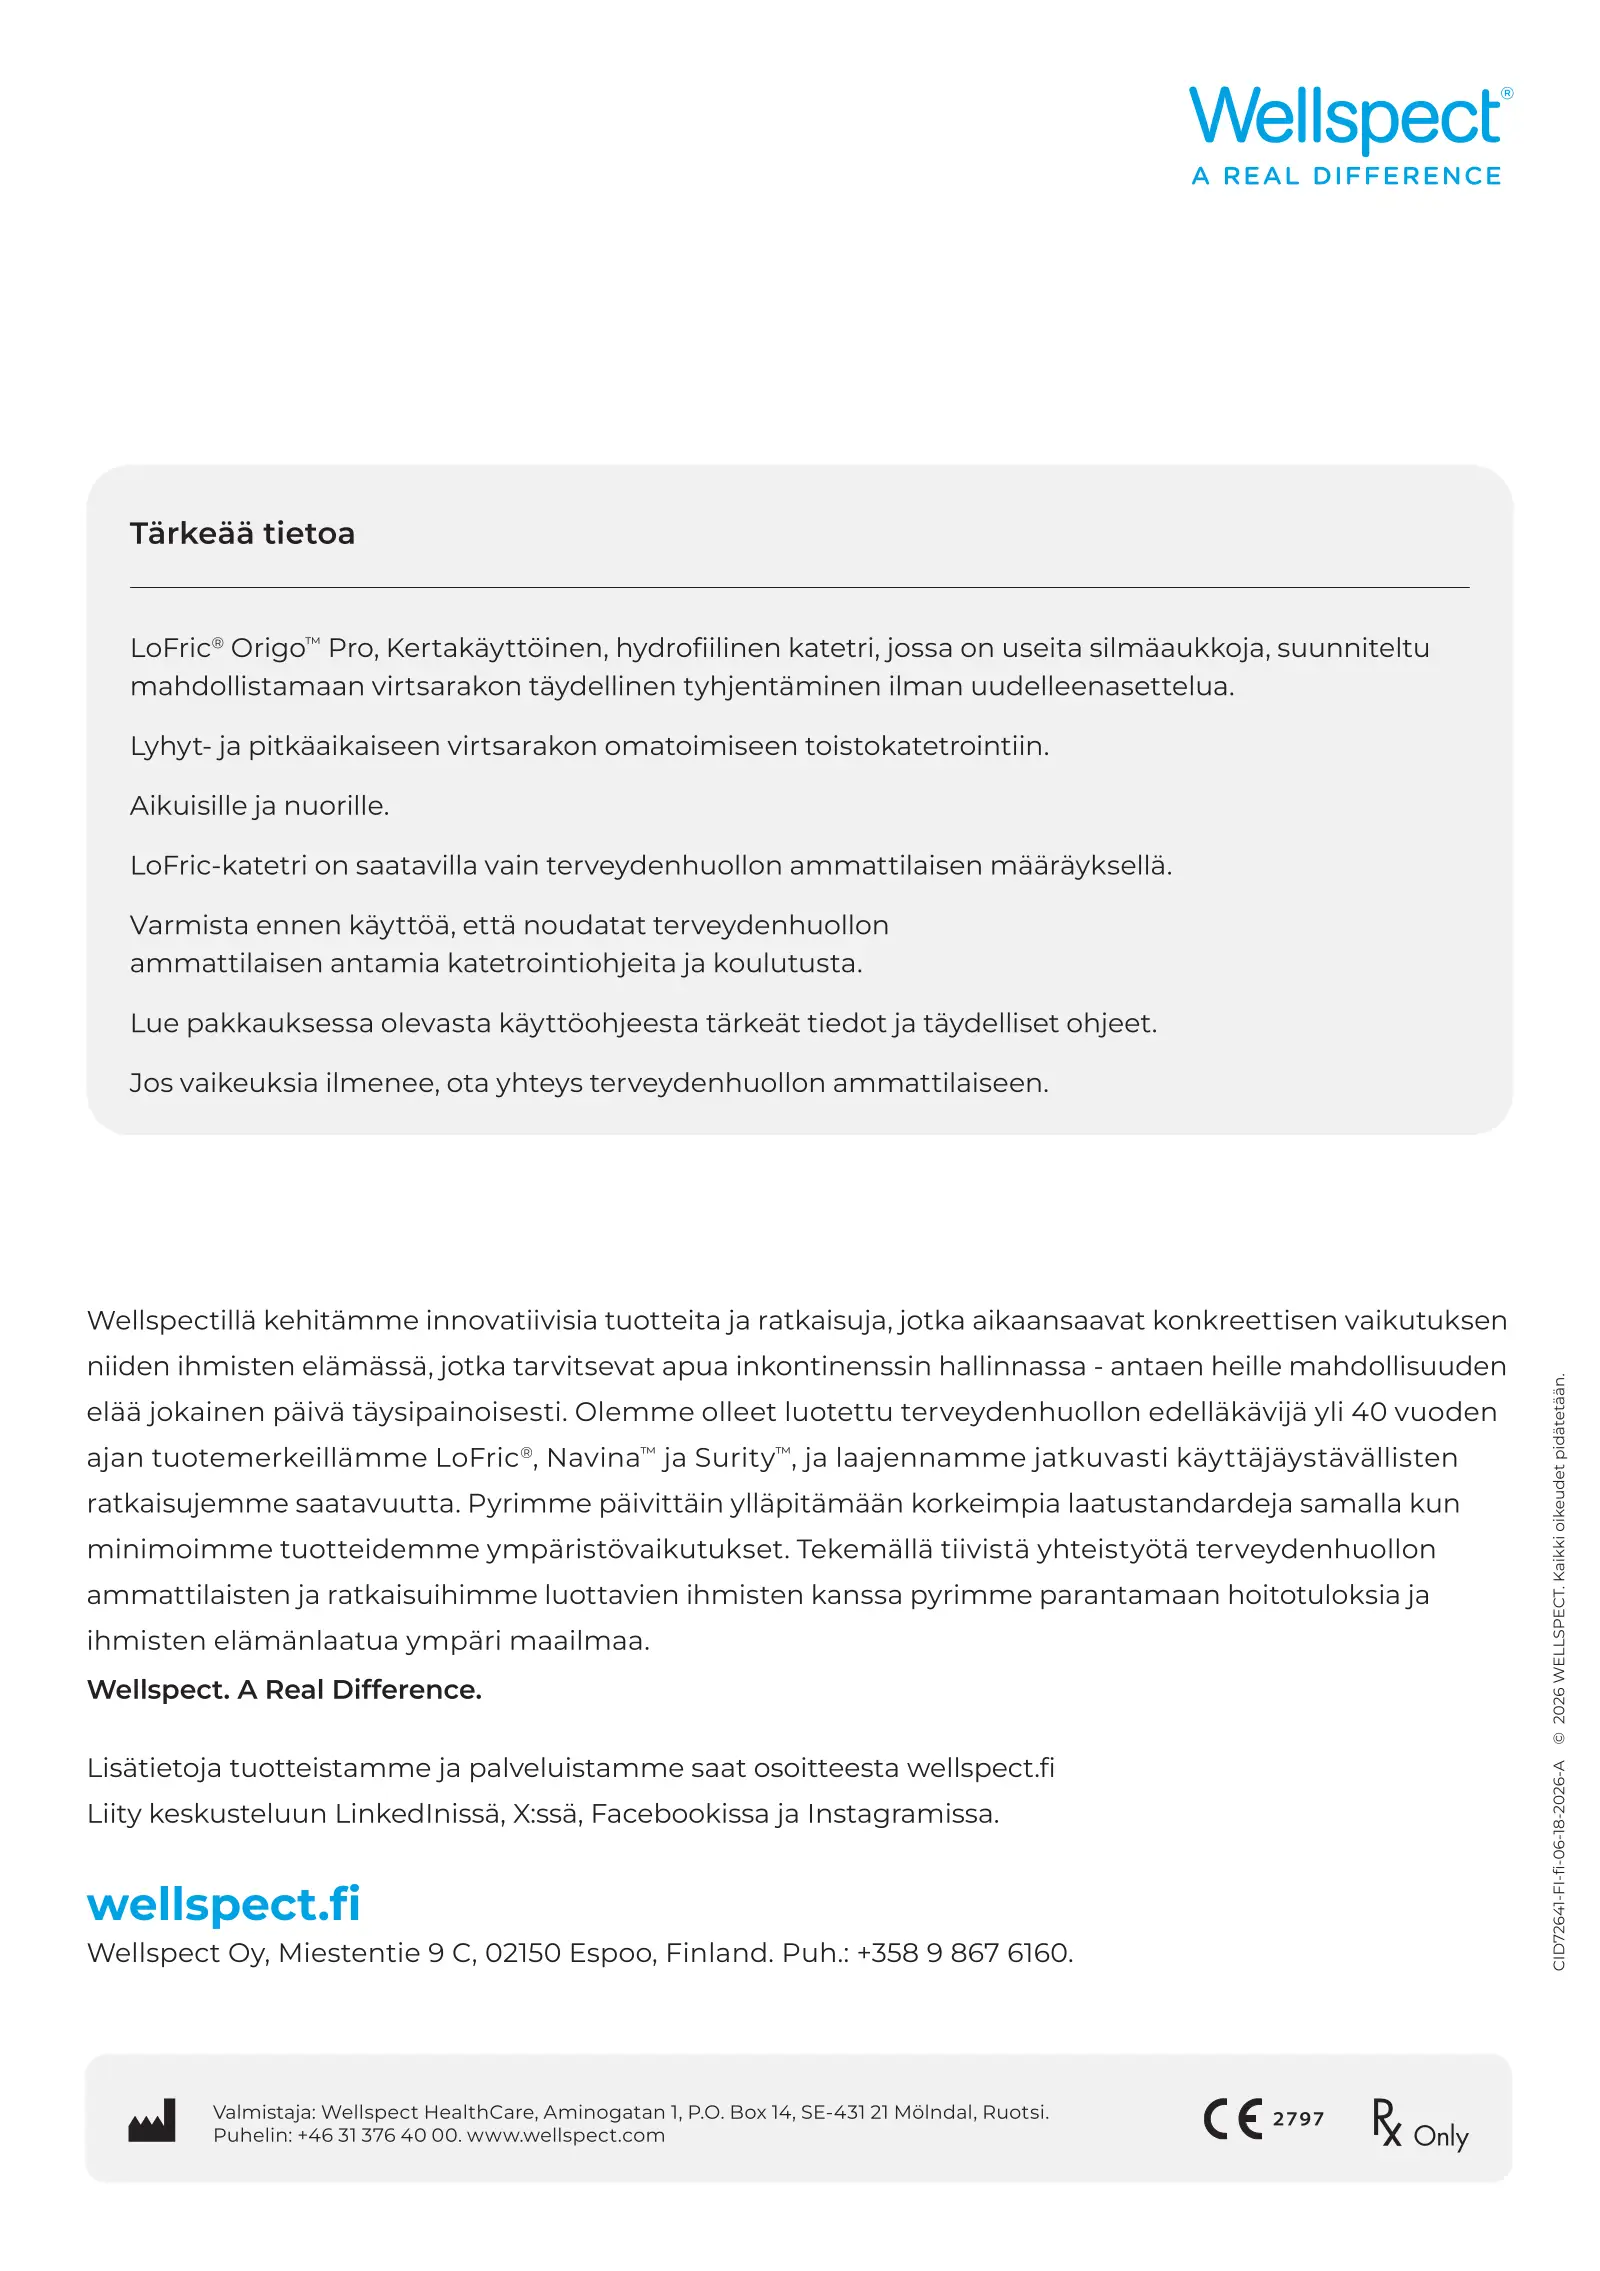 Wellspect®
A REAL DIFFERENCE
Tärkeää tietoa
LoFric® Origo™ Pro, Kertakäyttöinen, hydrofiilinen katetri, jossa on useita silmäaukkoja, suunniteltu
mahdollistamaan virtsarakon täydellinen tyhjentäminen ilman uudelleenasettelua.
Lyhyt- ja pitkäaikaiseen virtsarakon omatoimiseen toistokatetrointiin.
Aikuisille ja nuorille.
LoFric-katetri on saatavilla vain terveydenhuollon ammattilaisen määräyksellä.
Varmista ennen käyttöä, että noudatat terveydenhuollon
ammattilaisen antamia katetrointiohjeita ja koulutusta.
Lue pakkauksessa olevasta käyttöohjeesta tärkeät tiedot ja täydelliset ohjeet.
Jos vaikeuksia ilmenee, ota yhteys terveydenhuollon ammattilaiseen.
Wellspectillä kehitämme innovatiivisia tuotteita ja ratkaisuja, jotka aikaansaavat konkreettisen vaikutuksen
niiden ihmisten elämässä, jotka tarvitsevat apua inkontinenssin hallinnassa - antaen heille mahdollisuuden
elää jokainen päivä täysipainoisesti. Olemme olleet luotettu terveydenhuollon edelläkävijä yli 40 vuoden
ajan tuotemerkeillämme LoFric®, Navina™ ja Surity™, ja laajennamme jatkuvasti käyttäjäystävällisten
ratkaisujemme saatavuutta. Pyrimme päivittäin ylläpitämään korkeimpia laatustandardeja samalla kun
minimoimme tuotteidemme ympäristövaikutukset. Tekemällä tiivistä yhteistyötä terveydenhuollon
ammattilaisten ja ratkaisuihimme luottavien ihmisten kanssa pyrimme parantamaan hoitotuloksia ja
ihmisten elämänlaatua ympäri maailmaa.
Wellspect. A Real Difference.
Lisätietoja tuotteistamme ja palveluistamme saat osoitteesta wellspect.fi
Liity keskusteluun LinkedInissä, X:ssä, Facebookissa ja Instagramissa.
wellspect.fi
Wellspect Oy, Miestentie 9 C, 02150 Espoo, Finland. Puh.: +358 9 867 6160.
CID72641-FI-fi-06-18-2026-A © 2026 WELLSPECT. Kaikki oikeudet pidätetään.
Valmistaja: Wellspect HealthCare, Aminogatan 1, P.O. Box 14, SE-431 21 Mölndal, Ruotsi.
Puhelin: +46 31 376 40 00. www.wellspect.com
CE 2797
Rx Only